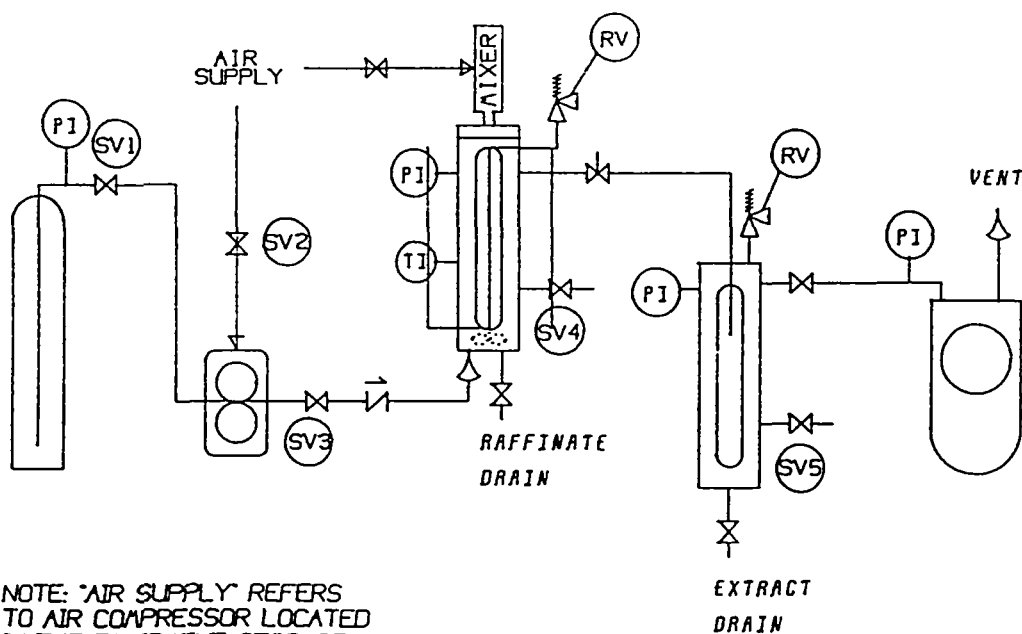 AIR
SUPPLY
MIXER
RV
PI
SV1
PI
RV
VENT
SV2
TI
PI
PI
SV4
SV3
RAFFINATE
DRAIN
SV5
EXTRACT
DRAIN
NOTE: "AIR SUPPLY" REFERS
TO AIR COMPRESSOR LOCATED